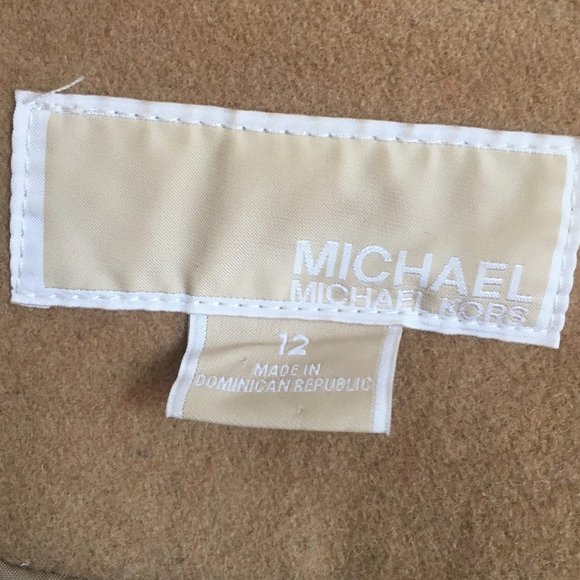 MICHAEL
MICHAEL KORS
12
MADE IN
DOMINICAN REPUBLIC